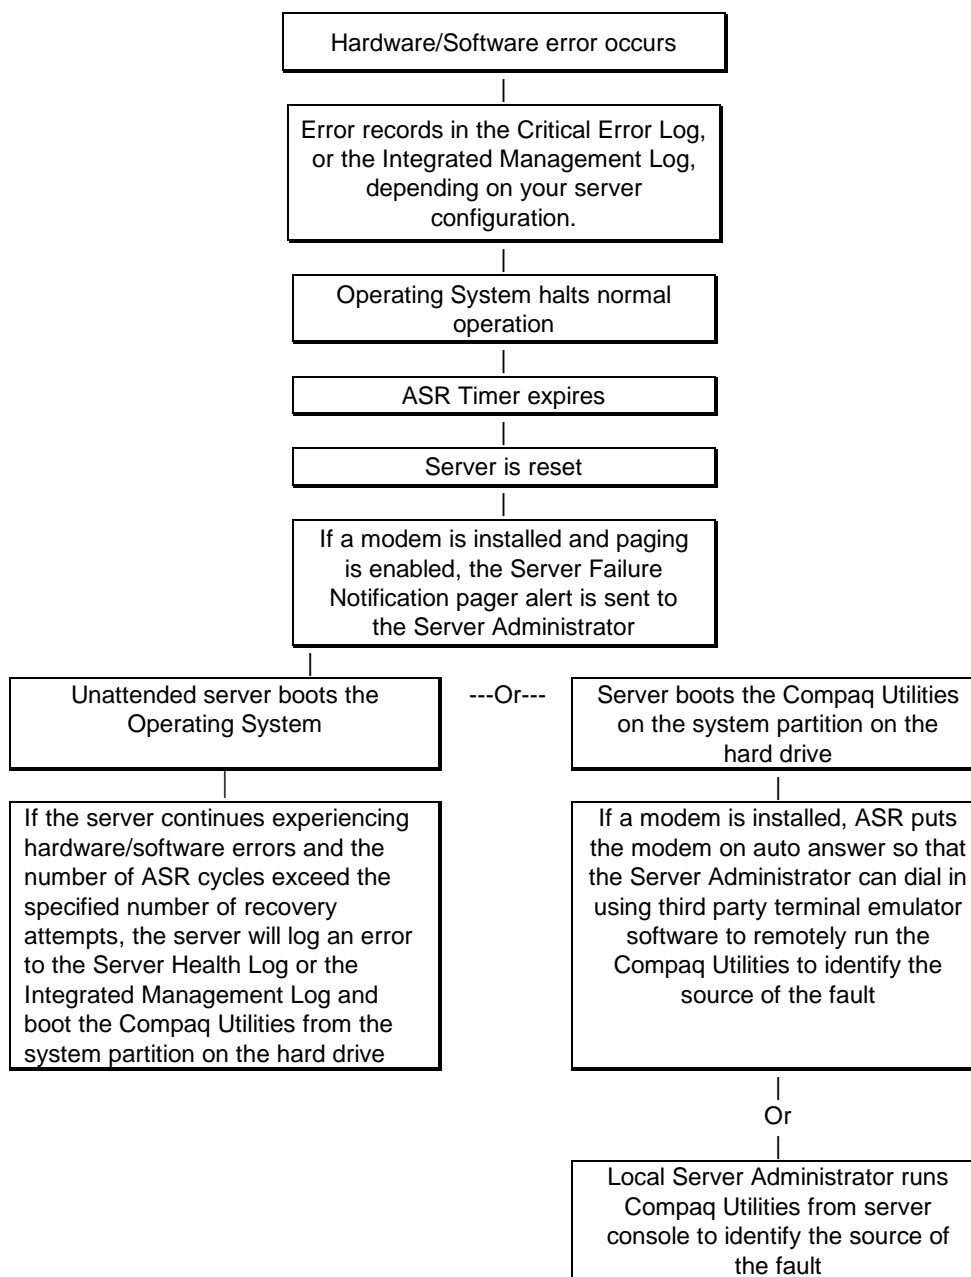 Hardware/Software error occurs
Error records in the Critical Error Log,
or the Integrated Management Log,
depending on your server
configuration.
Operating System halts normal
operation
ASR Timer expires
Server is reset
If a modem is installed and paging
is enabled, the Server Failure
Notification pager alert is sent to
the Server Administrator
Unattended server boots the
Operating System
---Or---
Server boots the Compaq Utilities
on the system partition on the
hard drive
If the server continues experiencing
hardware/software errors and the
number of ASR cycles exceed the
specified number of recovery
attempts, the server will log an error
to the Server Health Log or the
Integrated Management Log and
boot the Compaq Utilities from the
system partition on the hard drive
If a modem is installed, ASR puts
the modem on auto answer so that
the Server Administrator can dial in
using third party terminal emulator
software to remotely run the
Compaq Utilities to identify the
source of the fault
Or
Local Server Administrator runs
Compaq Utilities from server
console to identify the source of
the fault